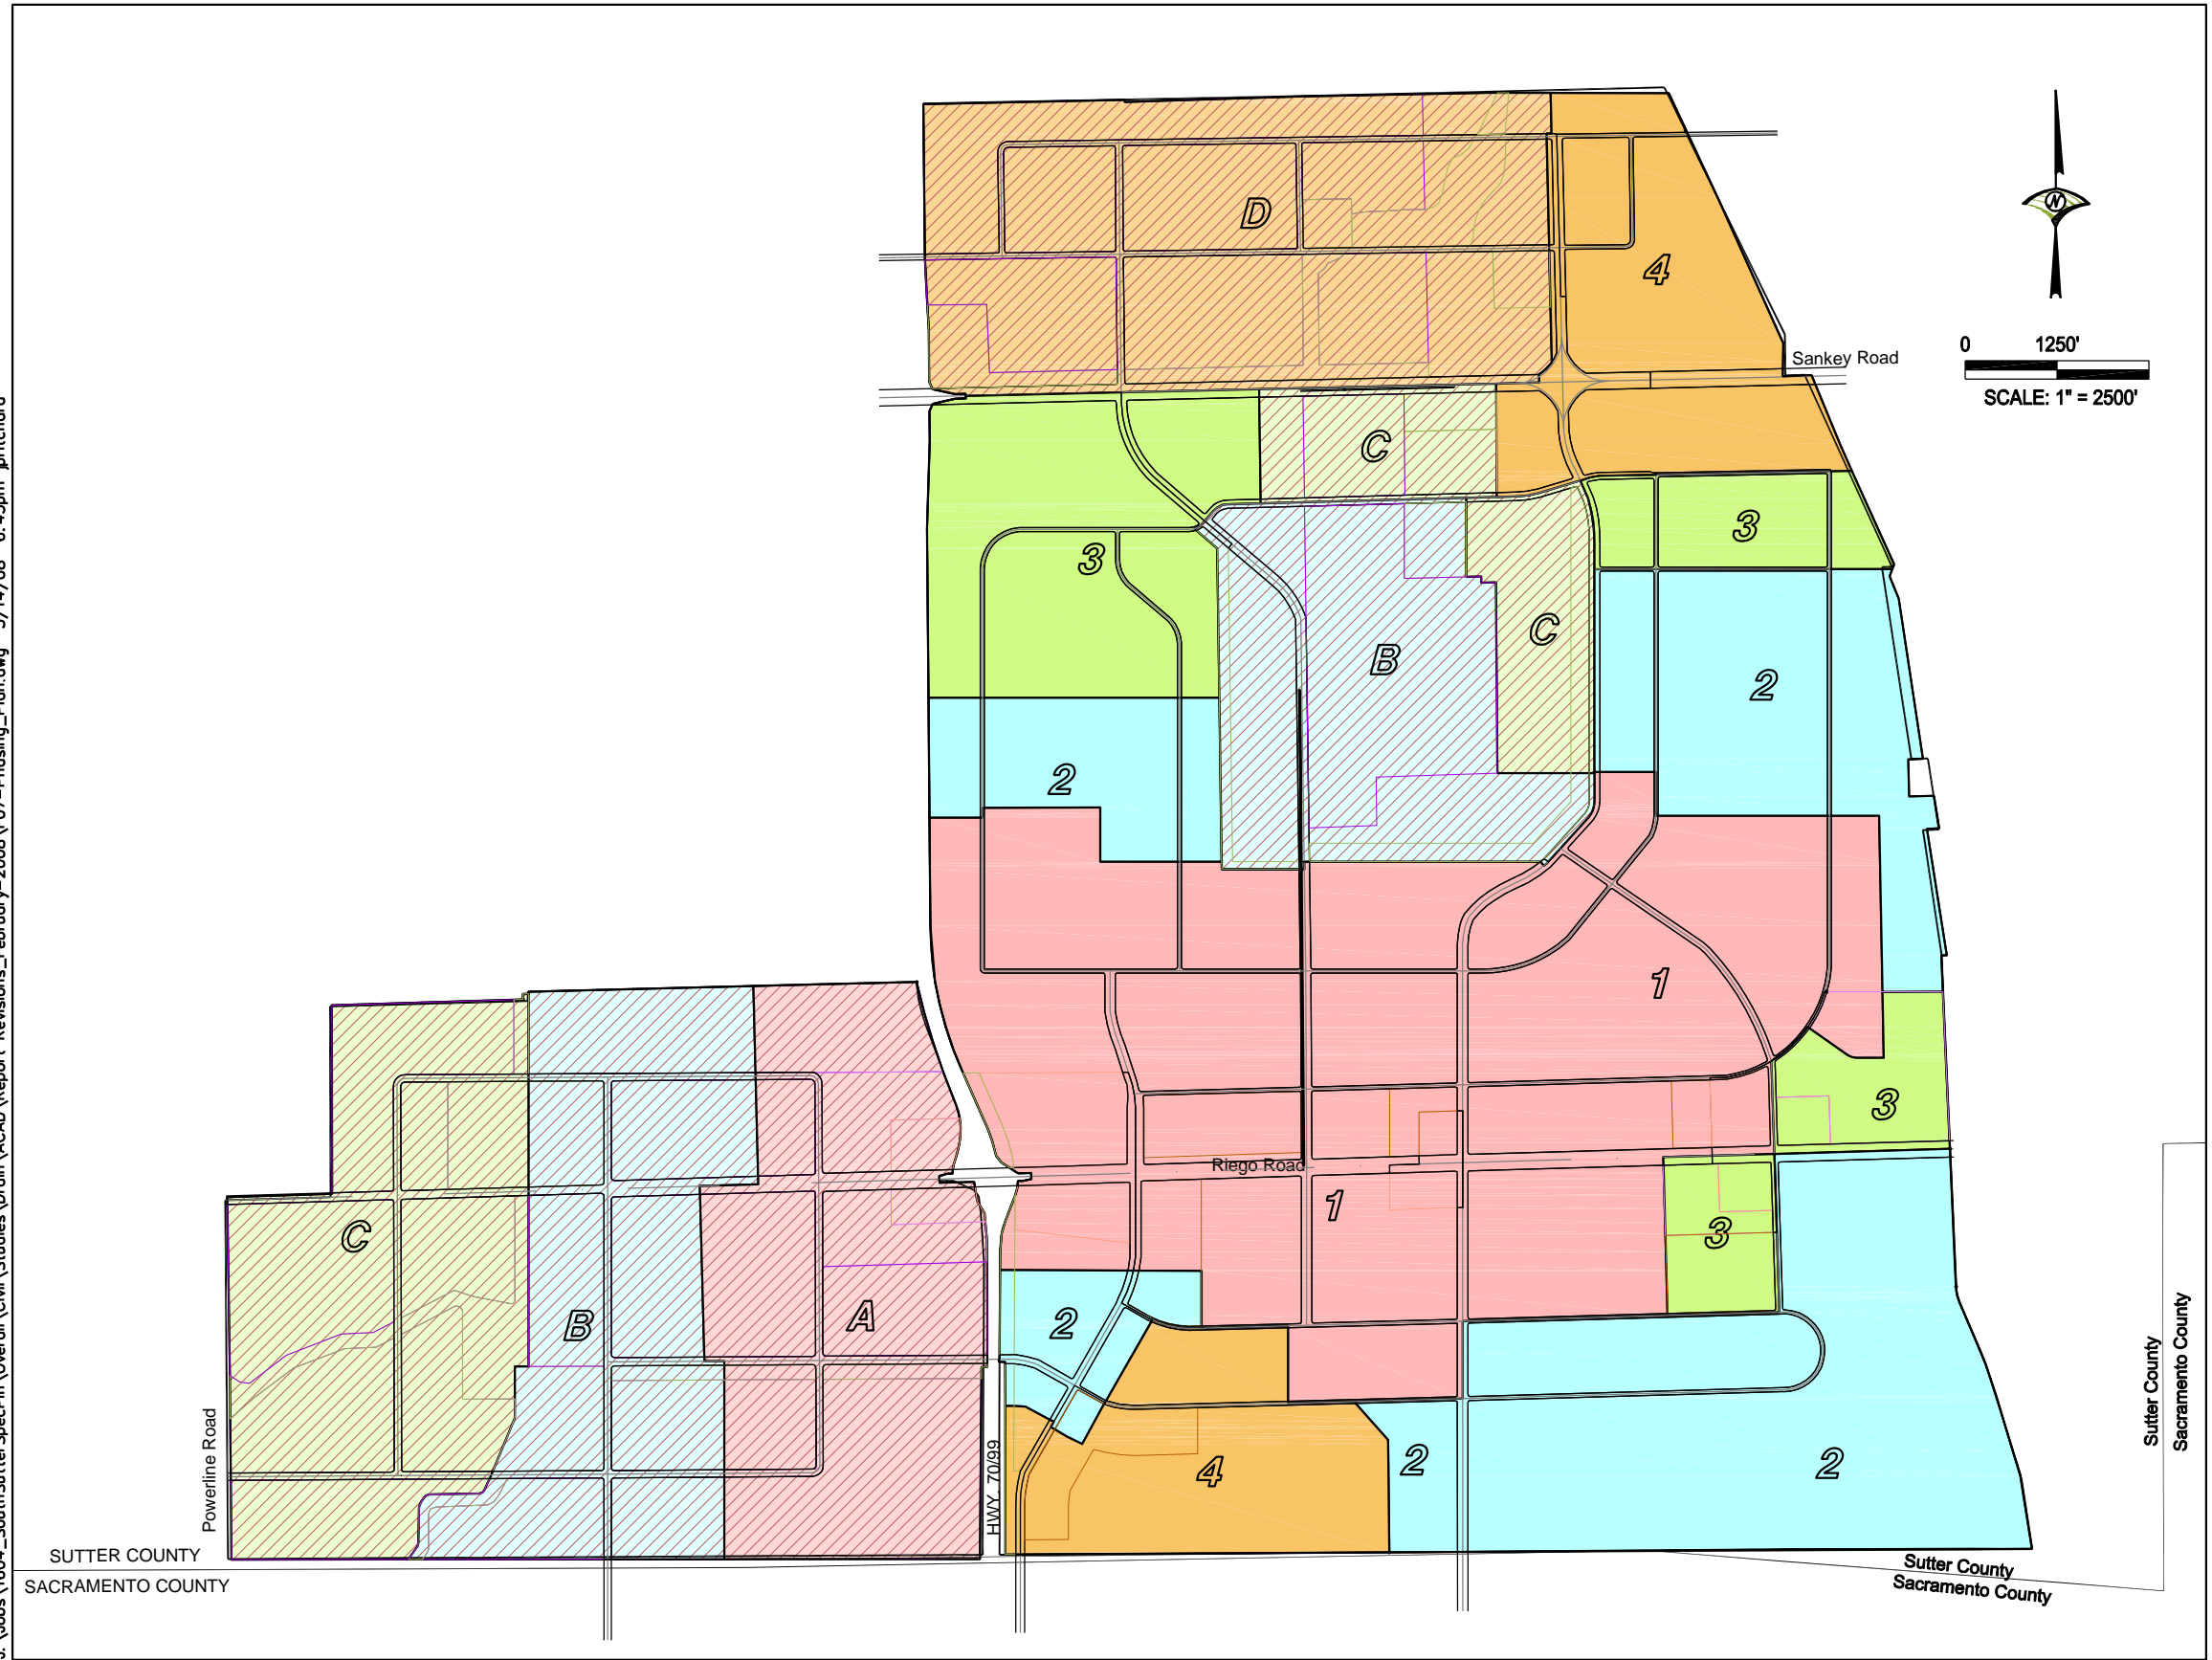 D
4
N
Sankey Road
0 1250'
SCALE: 1" = 2500'
C
3
3
C
B
2
2
1
3
Riego Road
1
3
C
B
A
2
4
2
2
Powerline Road
HWY. 70/99
Sutter County
Sacramento County
SUTTER COUNTY
SACRAMENTO COUNTY
Sutter County
Sacramento County